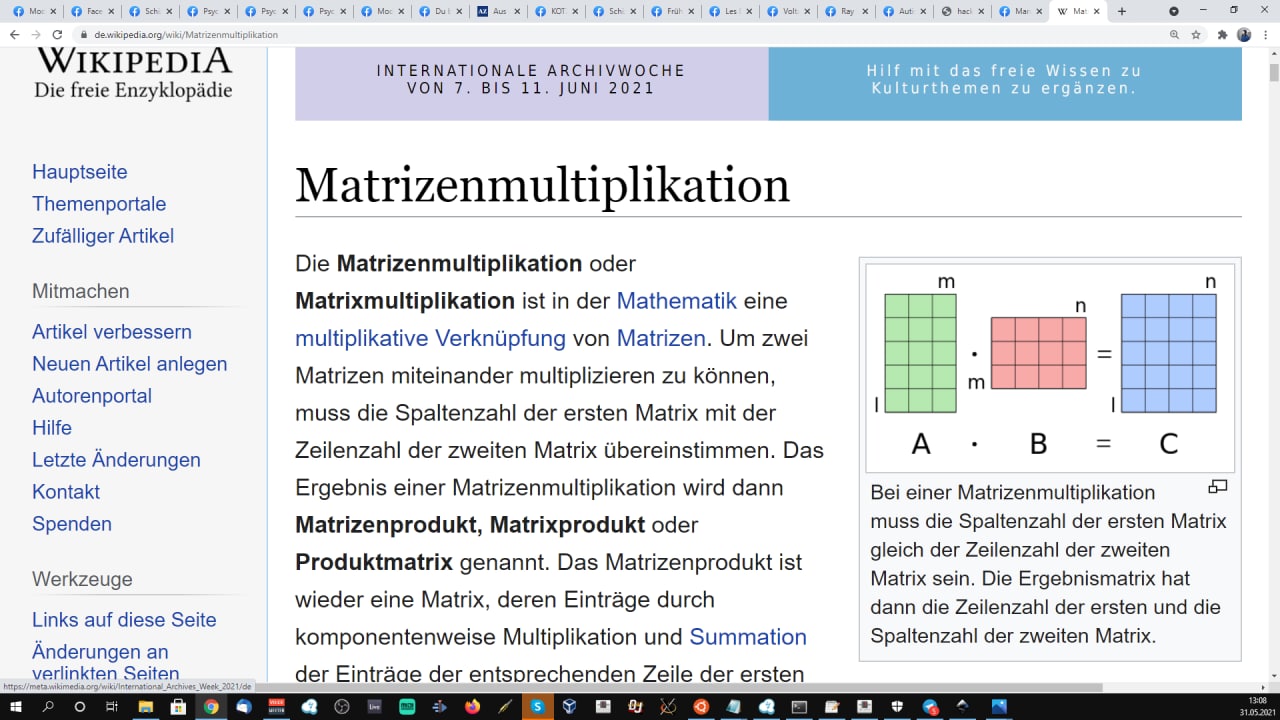 Moi
Face
Schi
Psyc
Psyc
Psyc
Moc
Du b
AZ Aus
KOT
Schi
Früh
Les
Volt
Ray
Auti
hack
Mar
W Mat
de.wikipedia.org/wiki/Matrizenmultiplikation
WIKIPEDIA
Die freie Enzyklopädie
INTERNATIONALE ARCHIVWOCHE
VON 7. BIS 11. JUNI 2021
Hilf mit das freie Wissen zu
Kulturthemen zu ergänzen.
Hauptseite
Themenportale
Zufälliger Artikel
Mitmachen
Artikel verbessern
Neuen Artikel anlegen
Autorenportal
Hilfe
Letzte Änderungen
Kontakt
Spenden
Werkzeuge
Links auf diese Seite
Änderungen an
verlinkten Seiten
https://meta.wikimedia.org/wiki/International_Archives_Week_2021/de
Matrizenmultiplikation
Die Matrizenmultiplikation oder
Matrixmultiplikation ist in der Mathematik eine
multiplikative Verknüpfung von Matrizen. Um zwei
Matrizen miteinander multiplizieren zu können,
muss die Spaltenzahl der ersten Matrix mit der
Zeilenzahl der zweiten Matrix übereinstimmen. Das
Ergebnis einer Matrizenmultiplikation wird dann
Matrizenprodukt, Matrixprodukt oder
Produktmatrix genannt. Das Matrizenprodukt ist
wieder eine Matrix, deren Einträge durch
komponentenweise Multiplikation und Summation
der Einträge der entsprechenden Zeile der ersten
m
n
n
· =
m
l
l
A · B = C
Bei einer Matrizenmultiplikation
muss die Spaltenzahl der ersten Matrix
gleich der Zeilenzahl der zweiten
Matrix sein. Die Ergebnismatrix hat
dann die Zeilenzahl der ersten und die
Spaltenzahl der zweiten Matrix.
Live
13:08
31.05.2021